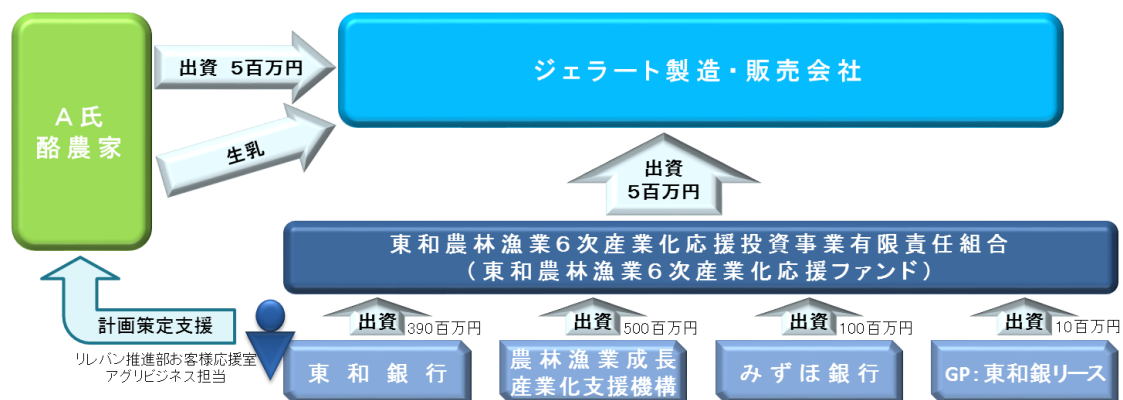 A氏
酪農家
出資 5百万円
生乳
ジェラート製造・販売会社
出資
5百万円
東和農林漁業6次産業化応援投資事業有限責任組合
（東和農林漁業6次産業化応援ファンド）
計画策定支援
リレバン推進部お客様応援室
アグリビジネス担当
出資 390百万円
出資 500百万円
出資 100百万円
出資 10百万円
東和銀行
農林漁業成長
産業化支援機構
みずほ銀行
GP：東和銀リース